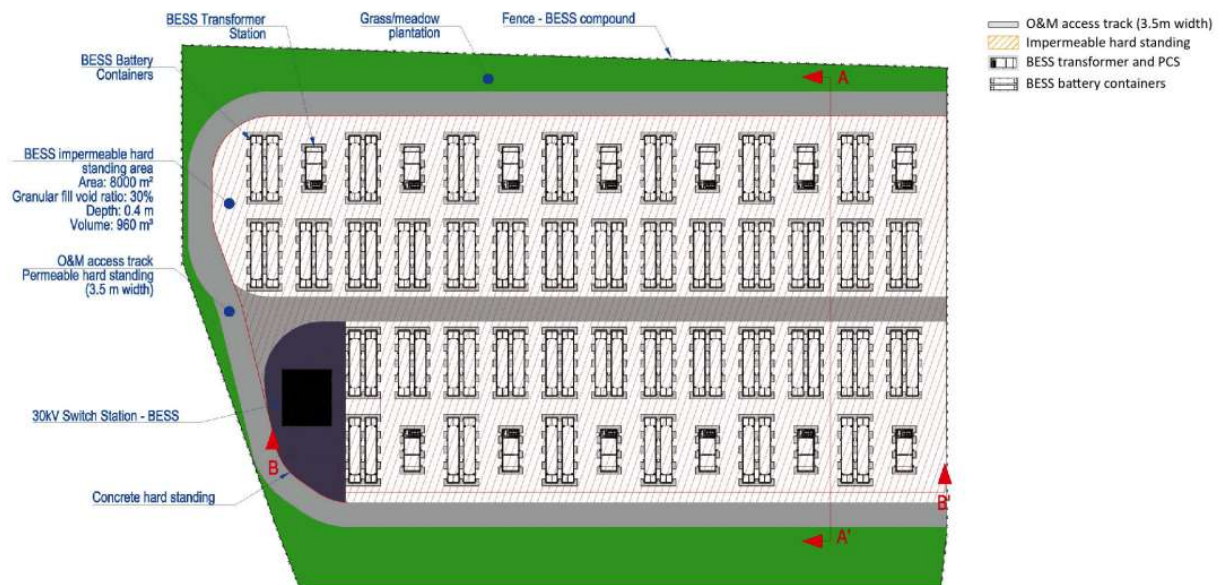 BESS Transformer
Station
Grass/meadow
plantation
Fence - BESS compound
O&M access track (3.5m width)
Impermeable hard standing
BESS transformer and PCS
BESS battery containers
BESS Battery
Containers
A
BESS impermeable hard
standing area
Area: 8000 m²
Granular fill void ratio: 30%
Depth: 0.4 m
Volume: 960 m³
O&M access track
Permeable hard standing
(3.5 m width)
30kV Switch Station - BESS
B
B'
Concrete hard standing
A'